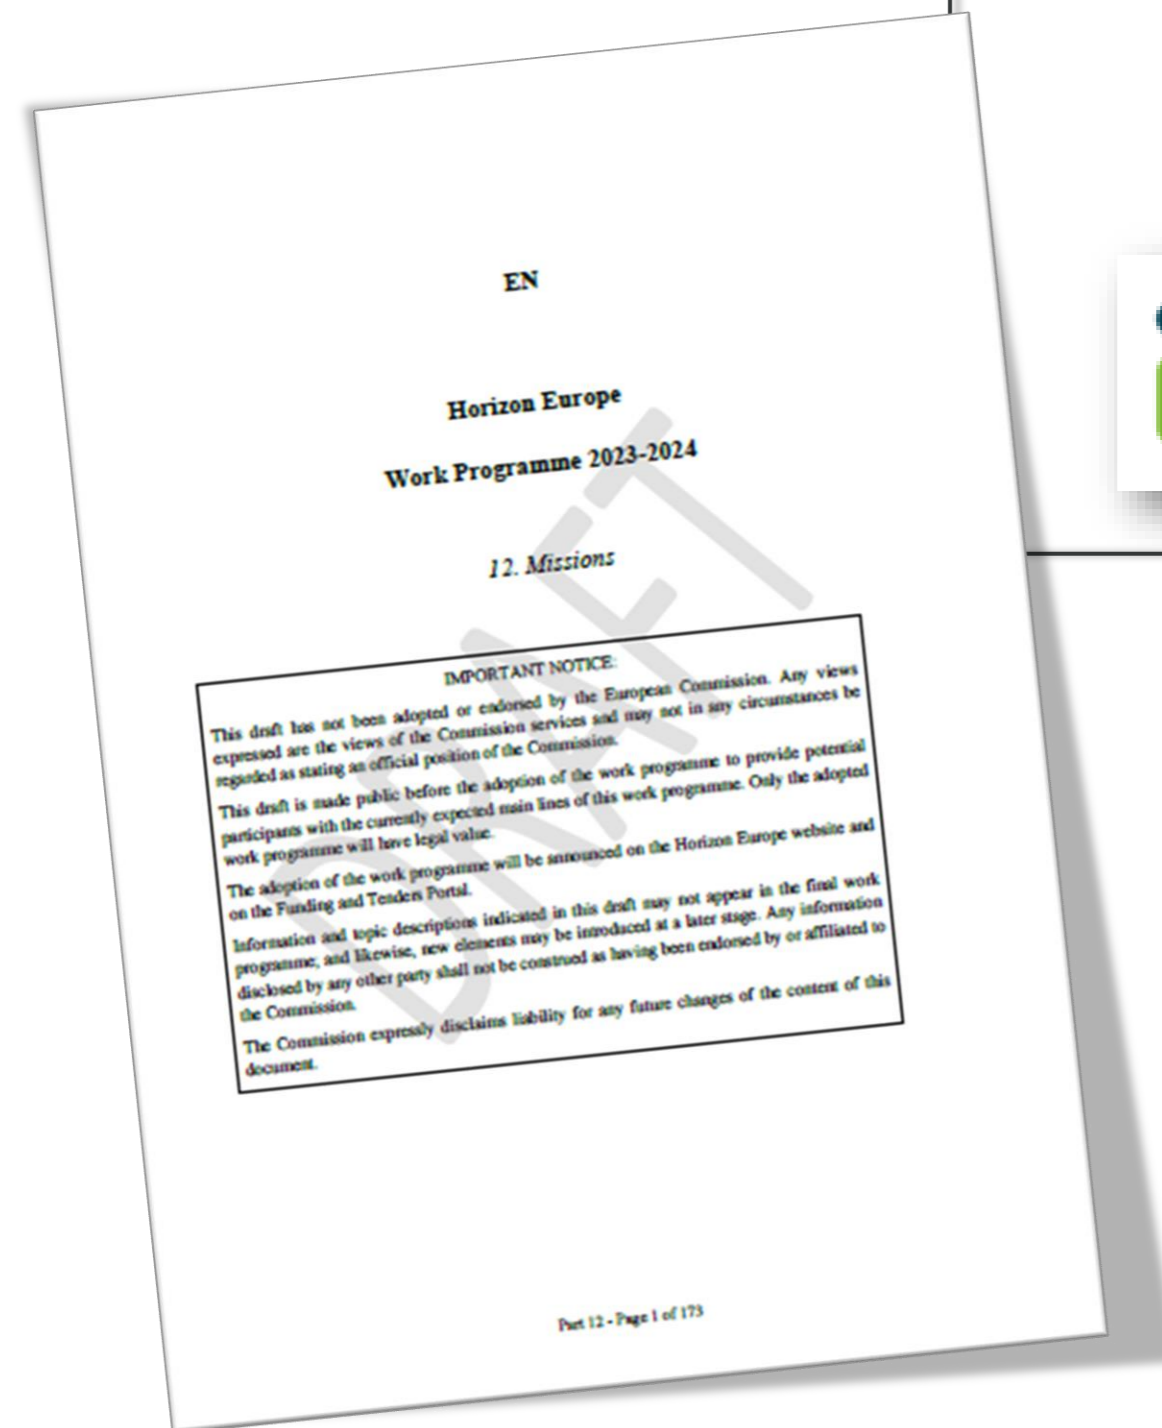 EN
Horizon Europe
Work Programme 2023-2024
12. Missions
DRAFT
IMPORTANT NOTICE:
This draft has not been adopted or endorsed by the European Commission. Any views
expressed are the views of the Commission services and may not in any circumstances be
regarded as stating an official position of the Commission.
This draft is made public before the adoption of the work programme to provide potential
participants with the currently expected main lines of this work programme. Only the adopted
work programme will have legal value.
The adoption of the work programme will be announced on the Horizon Europe website and
on the Funding and Tenders Portal.
Information and topic descriptions indicated in this draft may not appear in the final work
programme; and likewise, new elements may be introduced at a later stage. Any information
disclosed by any other party shall not be construed as having been endorsed by or affiliated to
the Commission.
The Commission expressly disclaims liability for any future changes of the content of this
document.
Part 12 - Page 1 of 173